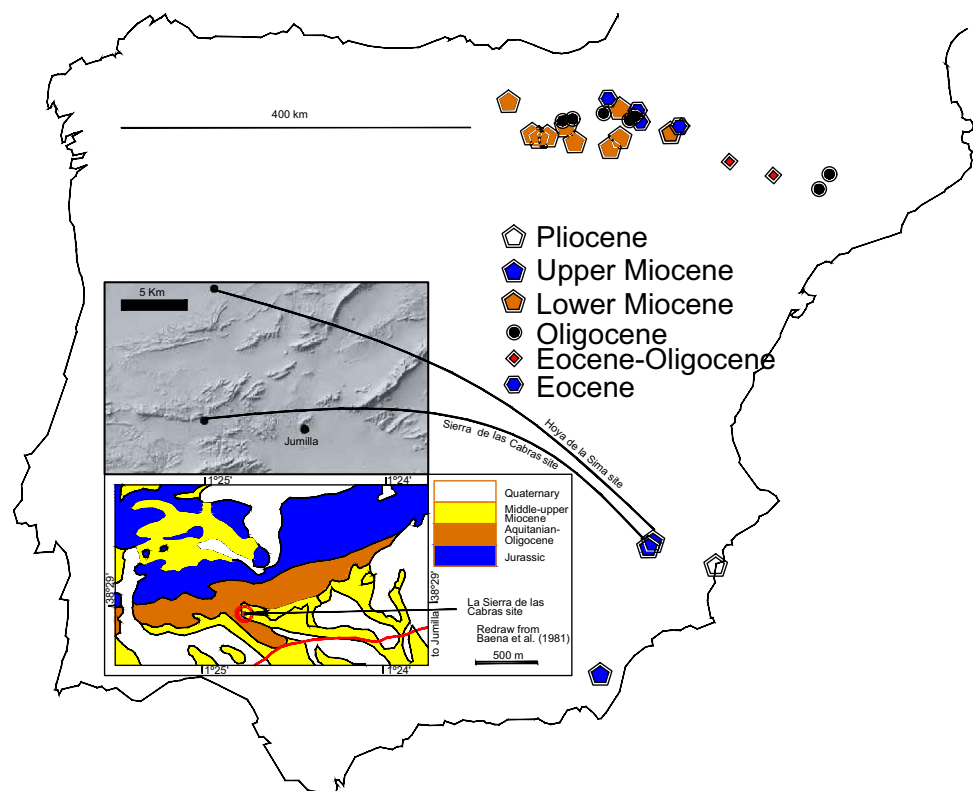 400 km
Pliocene
Upper Miocene
Lower Miocene
Oligocene
Eocene-Oligocene
Eocene
5 Km
Jumilla
Hoya de la Sima site
Sierra de las Cabras site
1°25'
1°24'
Quaternary
Middle-upper
Miocene
Aquitanian-
Oligocene
Jurassic
38°29'
38°29'
to Jumilla
La Sierra de las
Cabras site
Redraw from
Baena et al. (1981)
500 m
1°25'
1°24'